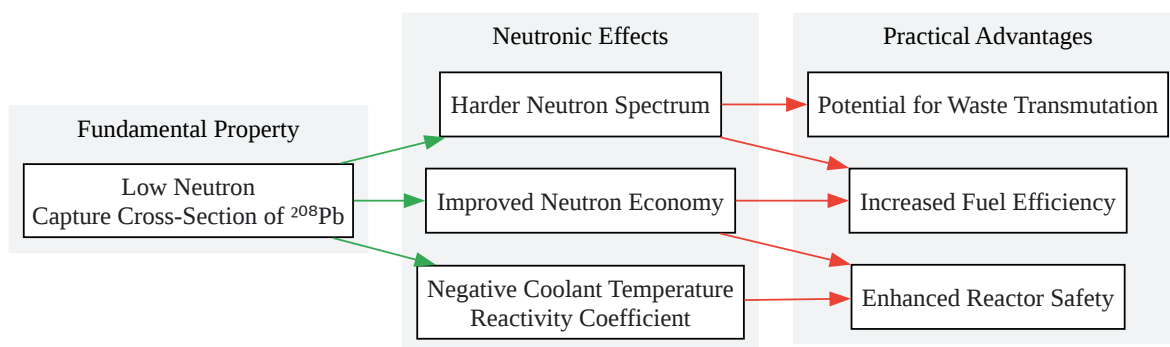 Fundamental Property
Low Neutron
Capture Cross-Section of ²⁰⁸Pb
Neutronic Effects
Harder Neutron Spectrum
Improved Neutron Economy
Negative Coolant Temperature
Reactivity Coefficient
Practical Advantages
Potential for Waste Transmutation
Increased Fuel Efficiency
Enhanced Reactor Safety